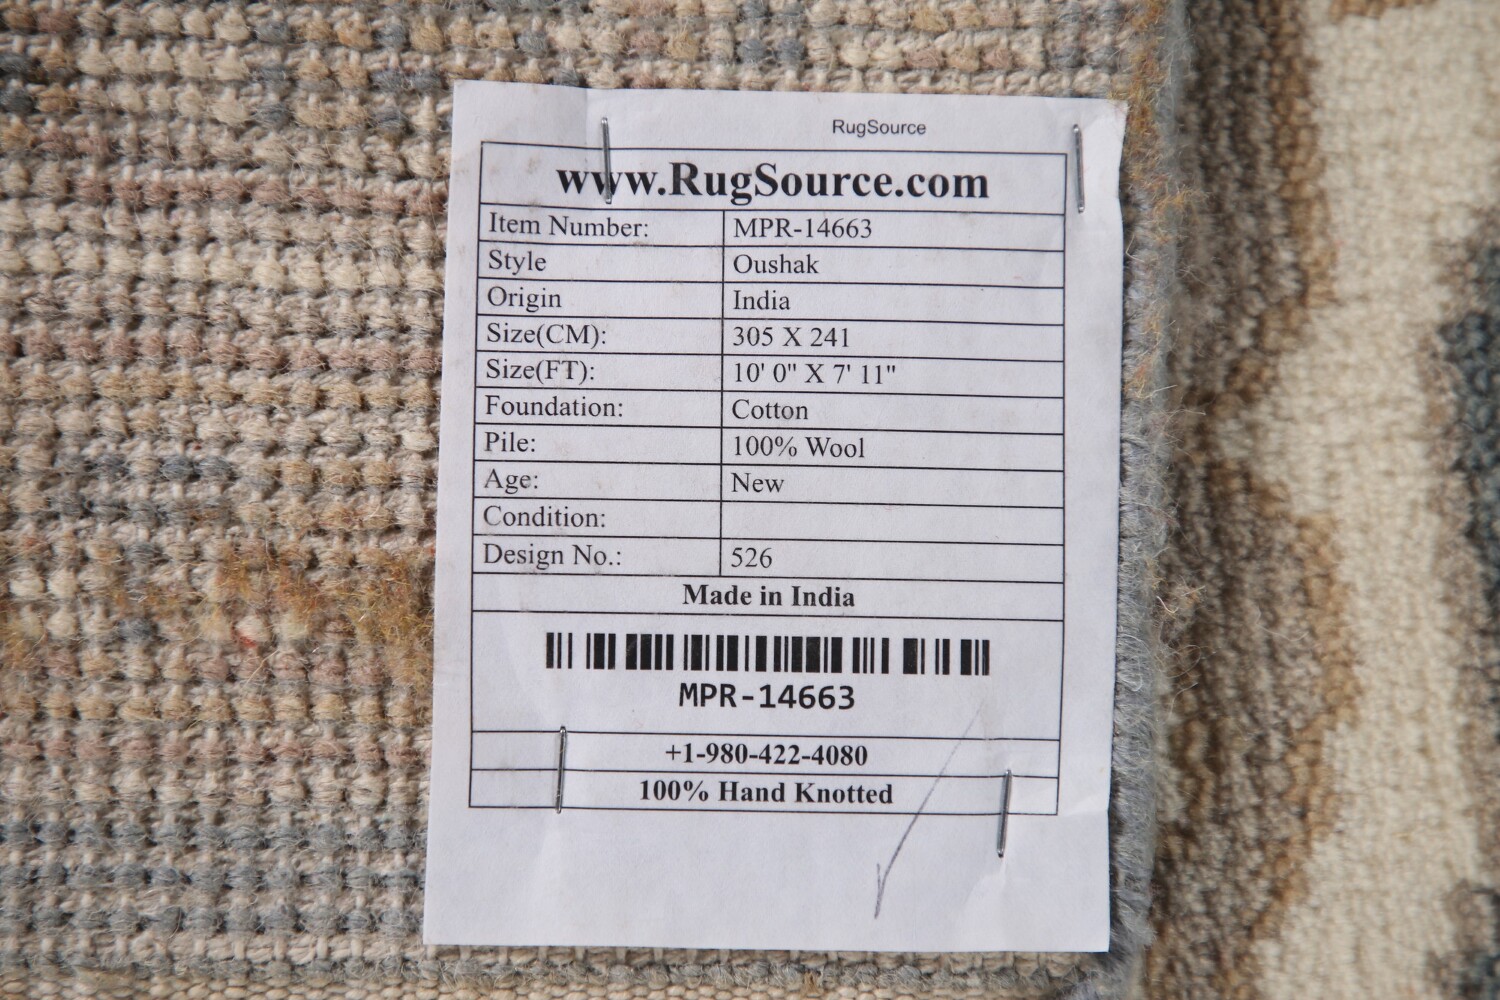 RugSource
www.RugSource.com
Item Number: MPR-14663
Style Oushak
Origin India
Size(CM): 305 X 241
Size(FT): 10' 0" X 7' 11"
Foundation: Cotton
Pile: 100% Wool
Age: New
Condition:
Design No.: 526
Made in India
MPR-14663
+1-980-422-4080
100% Hand Knotted